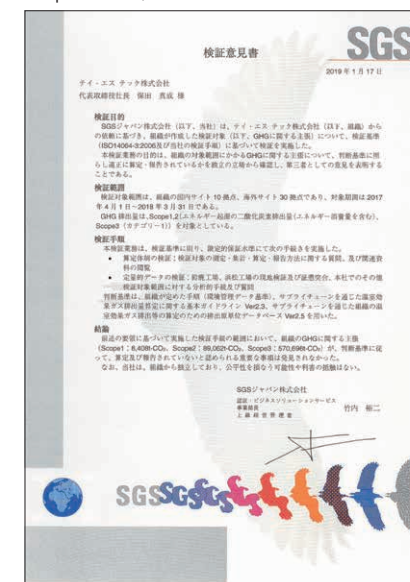 SGS
検証意見書
2019年1月17日
テイ・エス テック株式会社
代表取締役社長 保田 真成 様
検証目的
SGSジャパン株式会社（以下、当社）は、テイ・エス テック株式会社（以下、組織）から
の依頼に基づき、組織が作成した検証対象（以下、GHGに関する主張）について、検証基準
（ISO14064-3:2006及び当社の検証手順）に基づいて検証を実施した。
本検証業務の目的は、組織の対象範囲にかかるGHGに関する主張について、判断基準に照
らし適正に算定・報告されているかを独立の立場から確認し、第三者としての意見を表明する
ことである。
検証範囲
検証対象範囲は、組織の国内サイト10拠点、海外サイト30拠点であり、対象期間は2017
年4月1日～2018年3月31日である。
GHG排出量は、Scope1,2（エネルギー起源の二酸化炭素排出量（エネルギー消費量を含む）、
Scope3（カテゴリー1））を対象としている。
検証手順
本検証業務は、検証基準に則り、限定的保証水準にて次の手続きを実施した。
• 算定体制の検証：検証対象の測定・集計・算定・報告方法に関する質問、及び関連資
料の閲覧
• 定量的データの検証：鈴鹿工場、浜松工場の現地検証及び証憑突合、本社でのその他
検証対象範囲に対する分析的手続及び質問
判断基準は、組織が定めた手順（環境管理データ基準）、サプライチェーンを通じた温室効
果ガス排出量算定に関する基本ガイドライン Ver2.3、サプライチェーンを通じた組織の温
室効果ガス排出等の算定のための排出原単位データベース Ver2.5 を用いた。
結論
前述の要領に基づいて実施した検証手順の範囲において、組織のGHGに関する主張
（Scope1：6,408t-CO₂、Scope2：89,062t-CO₂、Scope3：570,696t-CO₂）が、判断基準に従
って、算定及び報告されていないと認められる重要な事項は発見されなかった。
なお、当社は、組織から独立しており、公平性を損なう可能性や利害の抵触はない。
SGSジャパン株式会社
認証・ビジネスソリューションサービス
事業部長
上級経営管理者
竹内 裕二
SGSSGSSGS